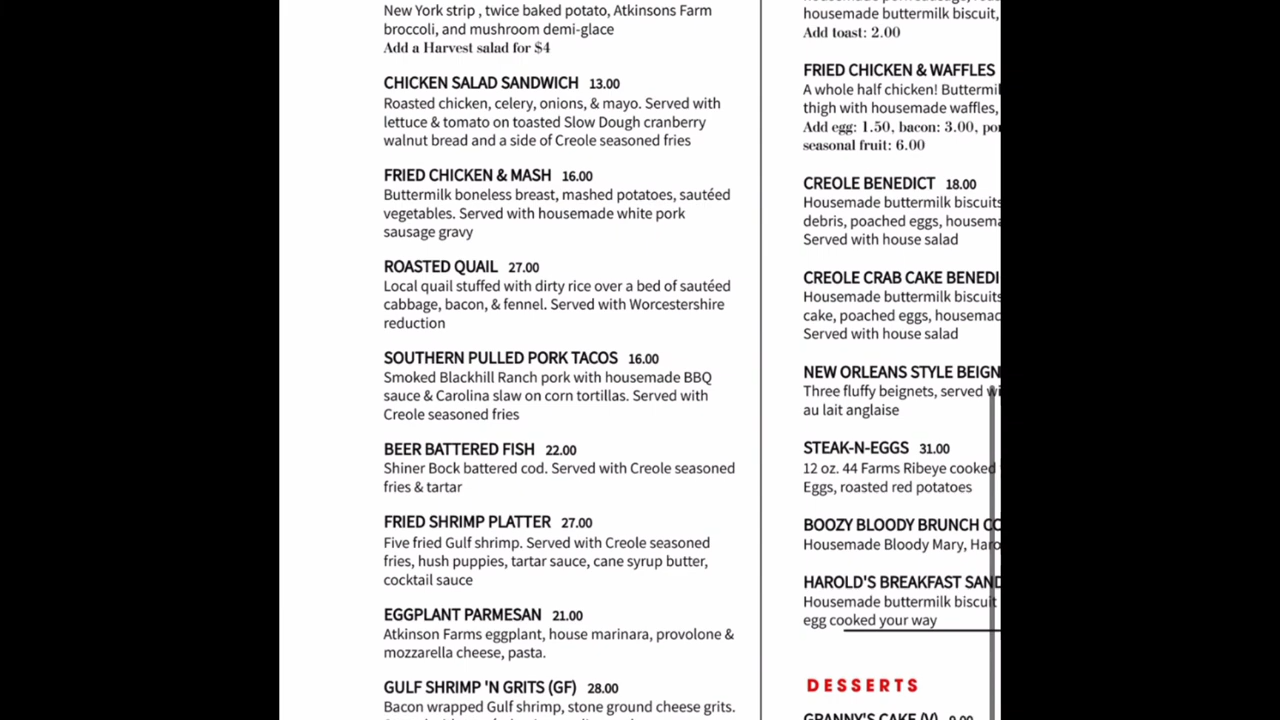 New York strip , twice baked potato, Atkinsons Farm
broccoli, and mushroom demi-glace
Add a Harvest salad for $4
CHICKEN SALAD SANDWICH 13.00
Roasted chicken, celery, onions, & mayo. Served with
lettuce & tomato on toasted Slow Dough cranberry
walnut bread and a side of Creole seasoned fries
FRIED CHICKEN & MASH 16.00
Buttermilk boneless breast, mashed potatoes, sautéed
vegetables. Served with housemade white pork
sausage gravy
ROASTED QUAIL 27.00
Local quail stuffed with dirty rice over a bed of sautéed
cabbage, bacon, & fennel. Served with Worcestershire
reduction
SOUTHERN PULLED PORK TACOS 16.00
Smoked Blackhill Ranch pork with housemade BBQ
sauce & Carolina slaw on corn tortillas. Served with
Creole seasoned fries
BEER BATTERED FISH 22.00
Shiner Bock battered cod. Served with Creole seasoned
fries & tartar
FRIED SHRIMP PLATTER 27.00
Five fried Gulf shrimp. Served with Creole seasoned
fries, hush puppies, tartar sauce, cane syrup butter,
cocktail sauce
EGGPLANT PARMESAN 21.00
Atkinson Farms eggplant, house marinara, provolone &
mozzarella cheese, pasta.
GULF SHRIMP 'N GRITS (GF) 28.00
Bacon wrapped Gulf shrimp, stone ground cheese grits.
housemade buttermilk biscuit,
Add toast: 2.00
FRIED CHICKEN & WAFFLES
A whole half chicken! Buttermil
thigh with housemade waffles,
Add egg: 1.50, bacon: 3.00, por
seasonal fruit: 6.00
CREOLE BENEDICT 18.00
Housemade buttermilk biscuits
debris, poached eggs, housema
Served with house salad
CREOLE CRAB CAKE BENEDI
Housemade buttermilk biscuits
cake, poached eggs, housemad
Served with house salad
NEW ORLEANS STYLE BEIGN
Three fluffy beignets, served wi
au lait anglaise
STEAK-N-EGGS 31.00
12 oz. 44 Farms Ribeye cooked
Eggs, roasted red potatoes
BOOZY BLOODY BRUNCH CO
Housemade Bloody Mary, Haro
HAROLD'S BREAKFAST SAND
Housemade buttermilk biscuit
egg cooked your way
DESSERTS
GRANNY'S CAKE (V) 9.00